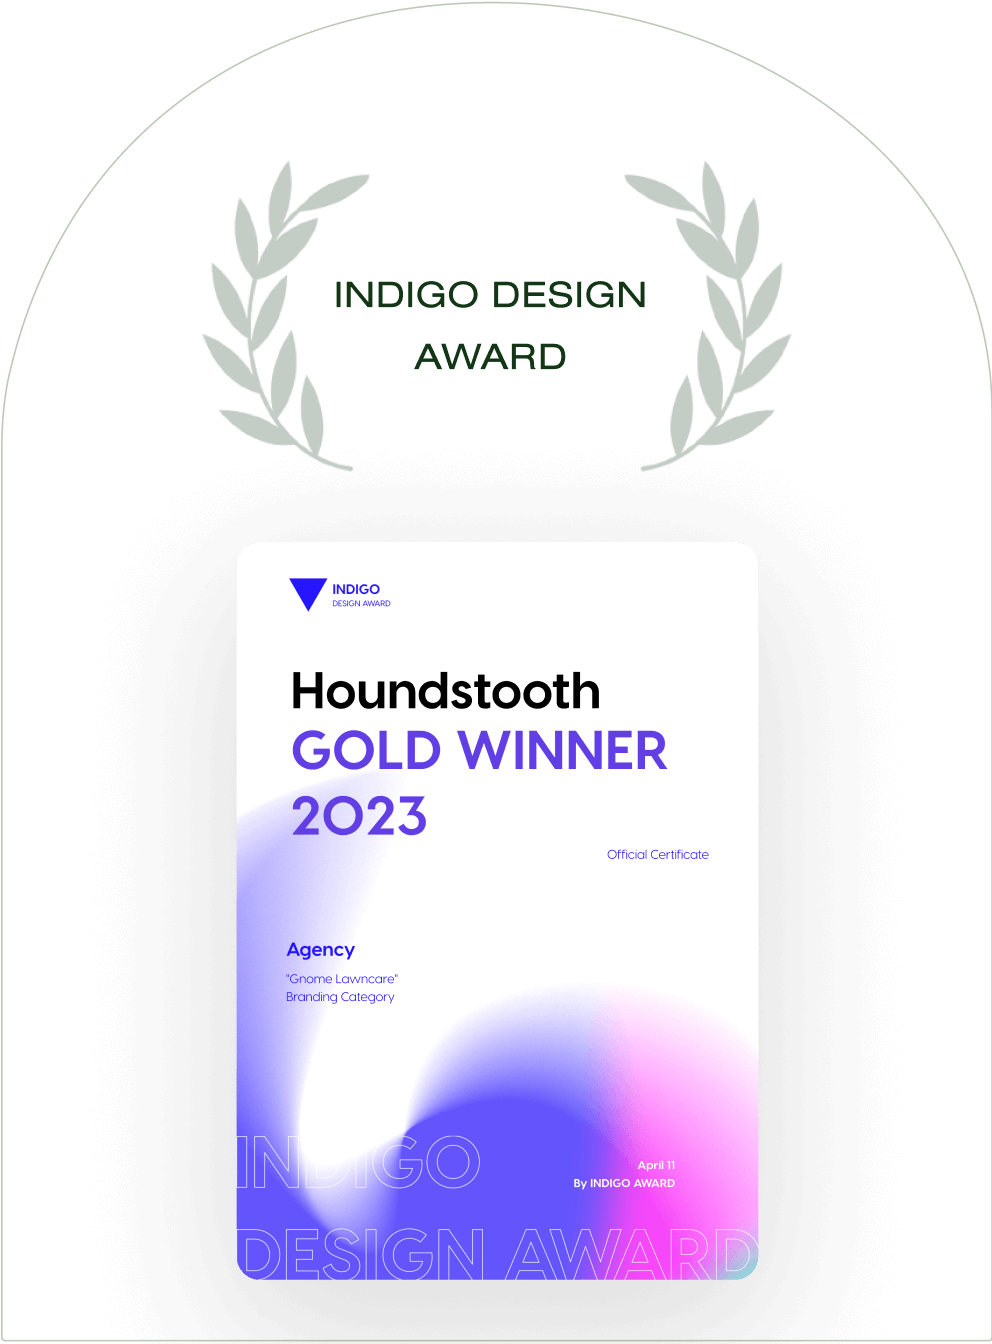 INDIGO DESIGN
AWARD
INDIGO
DESIGN AWARD
Houndstooth
GOLD WINNER
2023
Official Certificate
Agency
"Gnome Lawncare"
Branding Category
INDIGO
April 11
By INDIGO AWARD
DESIGN AWARD